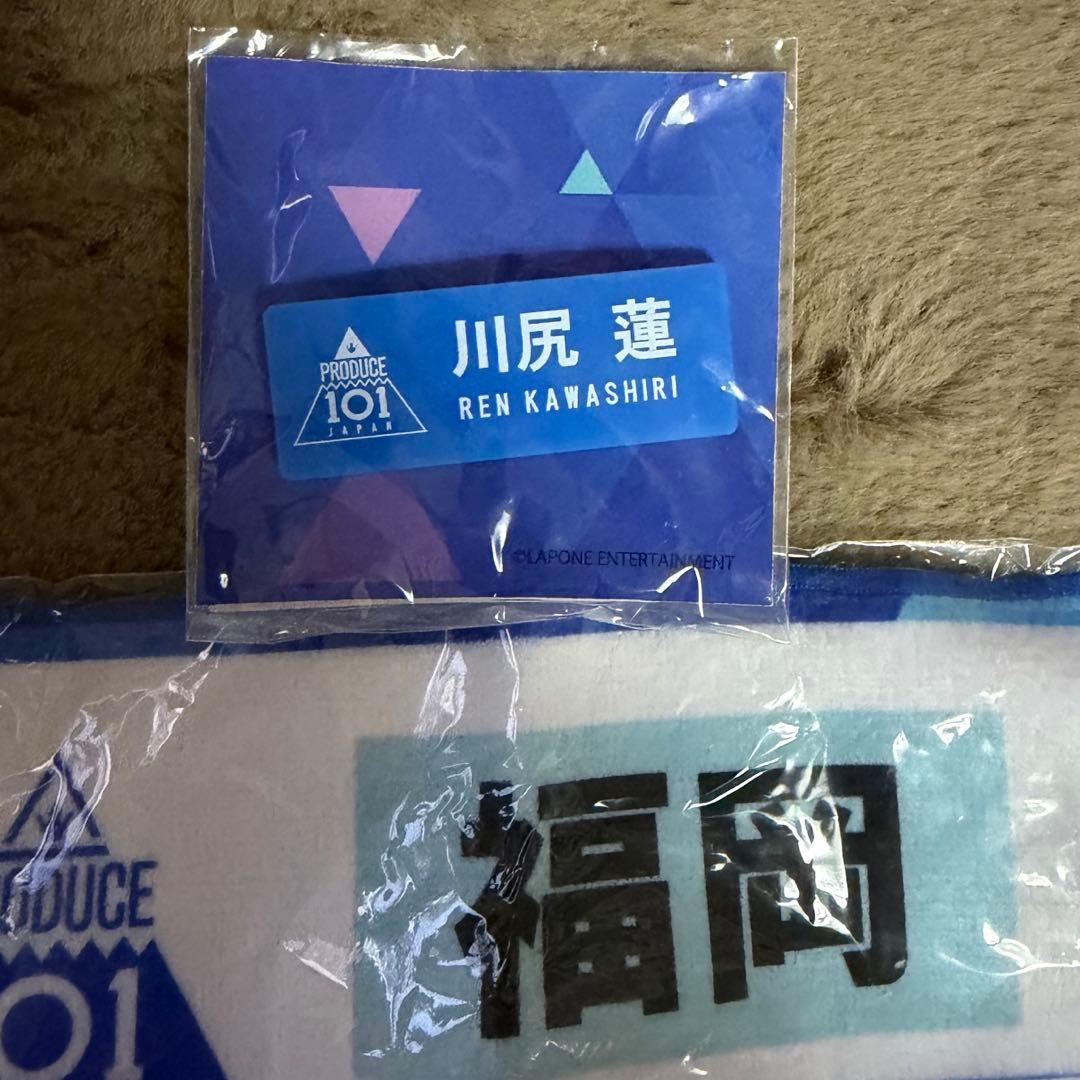 PRODUCE
101
JAPAN
川尻 蓮
REN KAWASHIRI
©LAPONE ENTERTAINMENT
PRODUCE
101
福岡